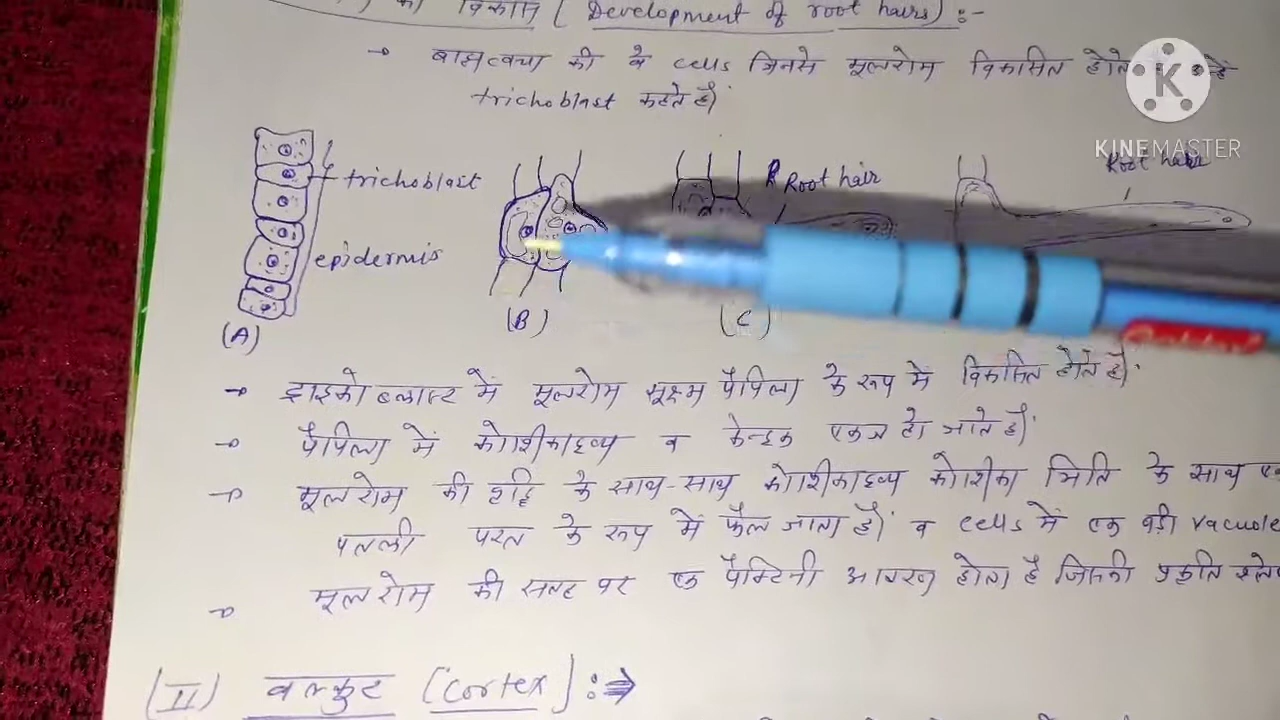 का विकास (Development of root hairs) :-
→ बाह्यत्वचा की वे cells जिनसे मूलरोम विकसित होते
trichoblast कहते है।
KINEMASTER
trichoblast
epidermis
Root hair
Root hair
(A)
(B)
(C)
→ ट्राइकोब्लास्ट में मूलरोम सूक्ष्म पैपिला के रूप में विकसित होते है।
→ पैपिला में कोशिकाद्रव्य व केन्द्रक एकत्र हो जाते है।
→ मूलरोम की वृद्धि के साथ-साथ कोशिकाद्रव्य कोशिका भिति के साथ
पतली परत के रूप में फैल जाता है। व cells में एक बड़ी vacuole
→ मूलरोम की सतह पर एक पैक्टिनी आवरण होता है जिसकी प्रकृति
(II) वल्कुट (Cortex) :⇒